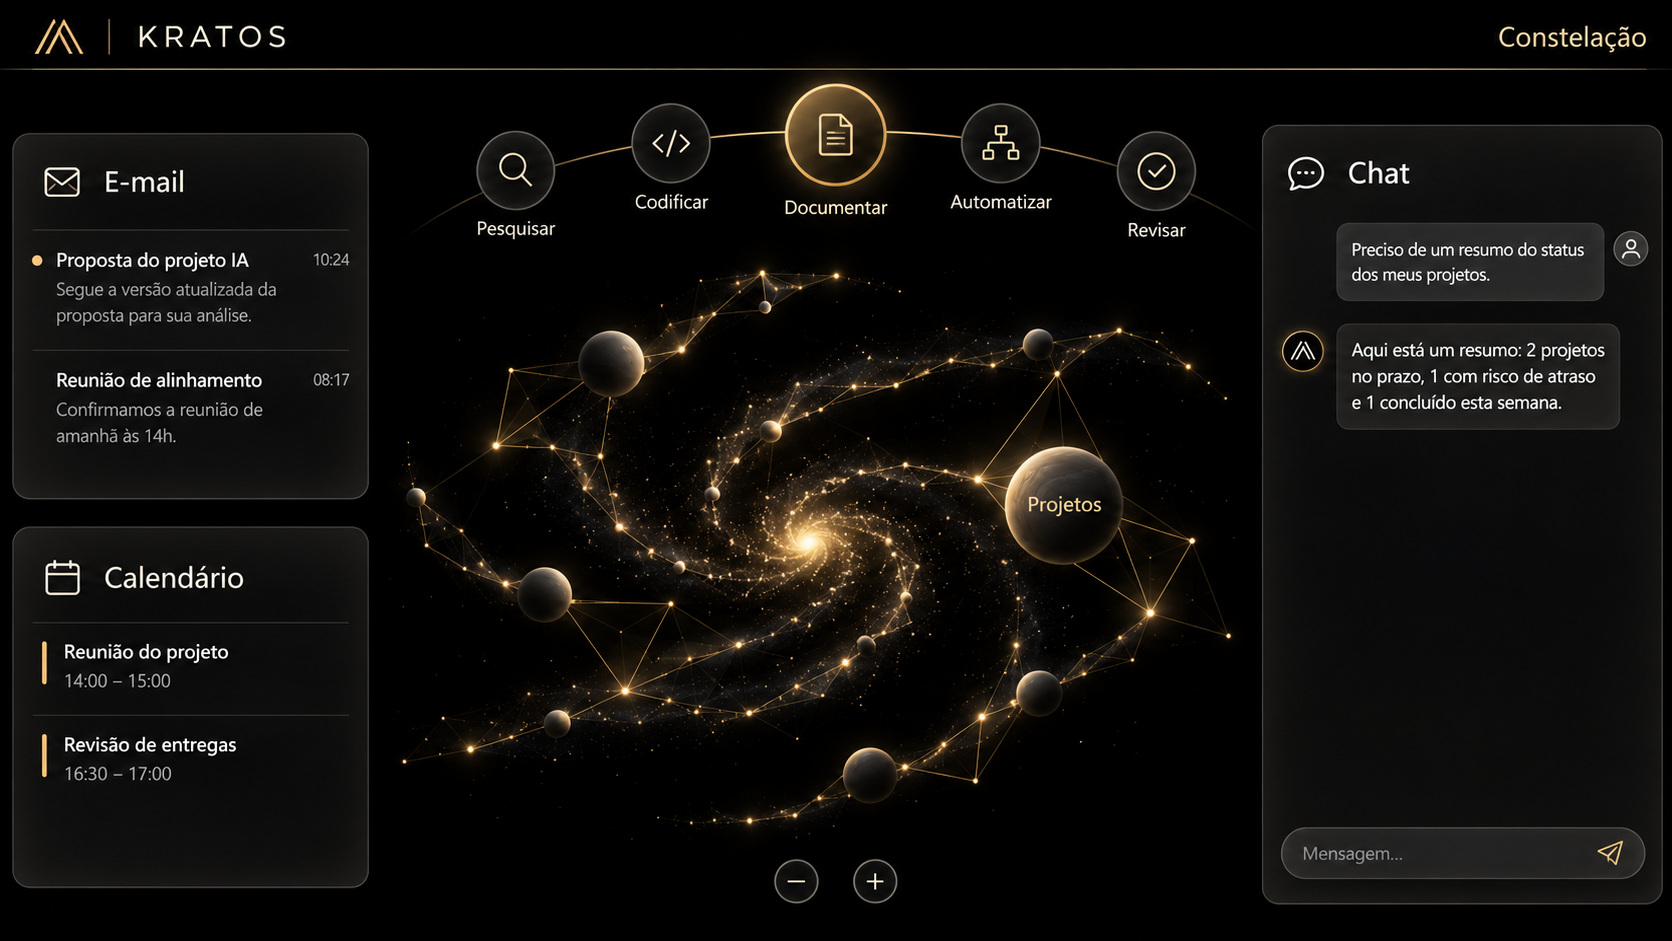 KRATOS
Constelação
Pesquisar
Codificar
Documentar
Automatizar
Revisar
E-mail
Proposta do projeto IA
10:24
Segue a versão atualizada da
proposta para sua análise.
Reunião de alinhamento
08:17
Confirmamos a reunião de
amanhã às 14h.
Calendário
Reunião do projeto
14:00 – 15:00
Revisão de entregas
16:30 – 17:00
Projetos
Chat
Preciso de um resumo do status
dos meus projetos.
Aqui está um resumo: 2 projetos
no prazo, 1 com risco de atraso
e 1 concluído esta semana.
Mensagem...